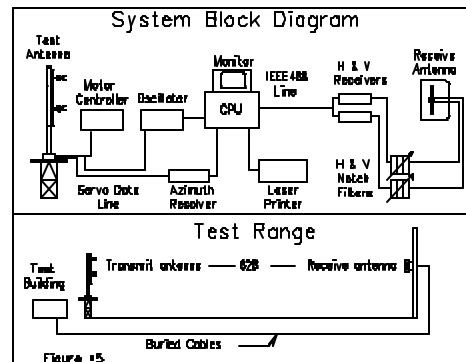 System Block Diagram
Test
Antenna
Motor
Controller
Oscillator
Monitor
CPU
IEEE488
Line
H & V
Receivers
Receive
Antenna
Servo Data
Line
Azimuth
Resolver
Laser
Printer
H & V
Notch
Filters
Test Range
Test
Building
Transmit antenna
Receive antenna
Buried Cables
Figure